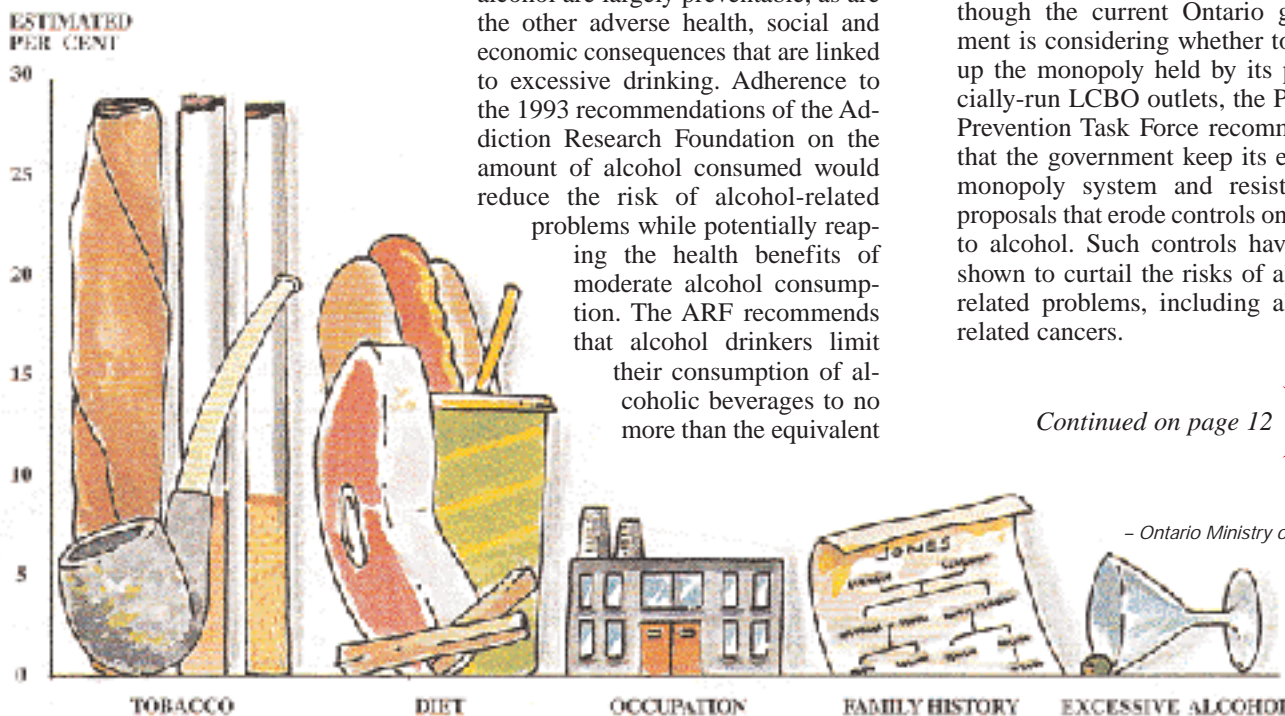 ESTIMATED
PER CENT
30
25
20
15
10
5
0
the other adverse health, social and
economic consequences that are linked
to excessive drinking. Adherence to
the 1993 recommendations of the Ad-
diction Research Foundation on the
amount of alcohol consumed would
reduce the risk of alcohol-related
problems while potentially reap-
ing the health benefits of
moderate alcohol consump-
tion. The ARF recommends
that alcohol drinkers limit
their consumption of al-
coholic beverages to no
more than the equivalent
though the current Ontario g
ment is considering whether to
up the monopoly held by its p
cially-run LCBO outlets, the P
Prevention Task Force recomm
that the government keep its e
monopoly system and resist
proposals that erode controls on
to alcohol. Such controls hav
shown to curtail the risks of a
related problems, including a
related cancers.
Continued on page 12
– Ontario Ministry o
JONES
TOBACCO
DIET
OCCUPATION
FAMILY HISTORY
EXCESSIVE ALCOHOL